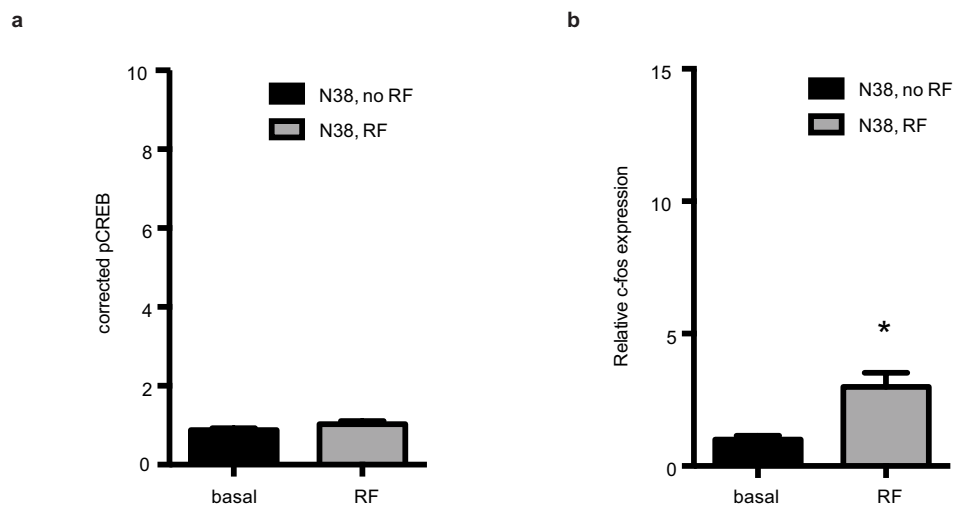 a
corrected pCREB
10
8
6
4
2
0
N38, no RF
N38, RF
basal
RF
b
Relative c-fos expression
15
10
5
0
N38, no RF
N38, RF
*
basal
RF